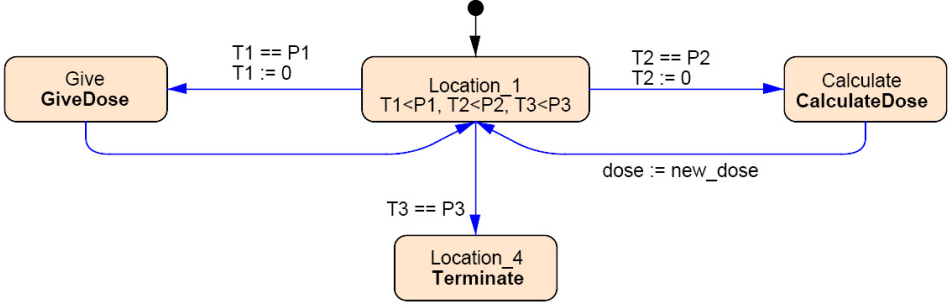 T1 == P1
T1 := 0
T2 == P2
T2 := 0
Give
GiveDose
Location_1
T1<P1, T2<P2, T3<P3
Calculate
CalculateDose
dose := new_dose
T3 == P3
Location_4
Terminate